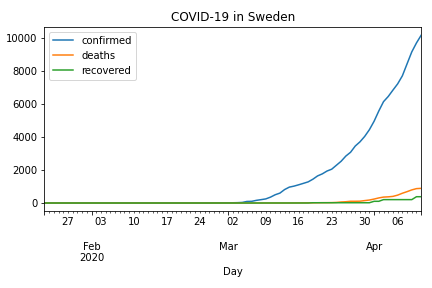 COVID-19 in Sweden
confirmed
deaths
recovered
10000
8000
6000
4000
2000
0
27 03 10 17 24 02 09 16 23 30 06
Feb Mar Apr
2020
Day